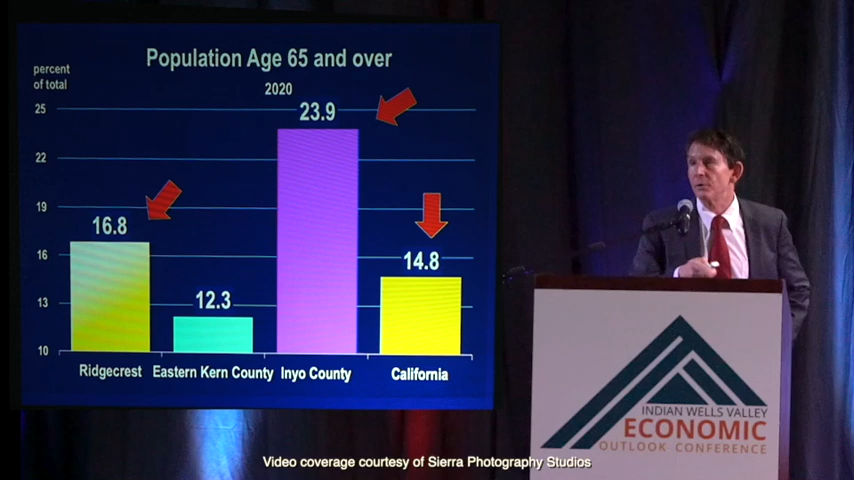 Population Age 65 and over
percent
of total
2020
25
22
19
16
13
10
16.8
12.3
23.9
14.8
Ridgecrest
Eastern Kern County
Inyo County
California
INDIAN WELLS VALLEY
ECONOMIC
OUTLOOK CONFERENCE
Video coverage courtesy of Sierra Photography Studios